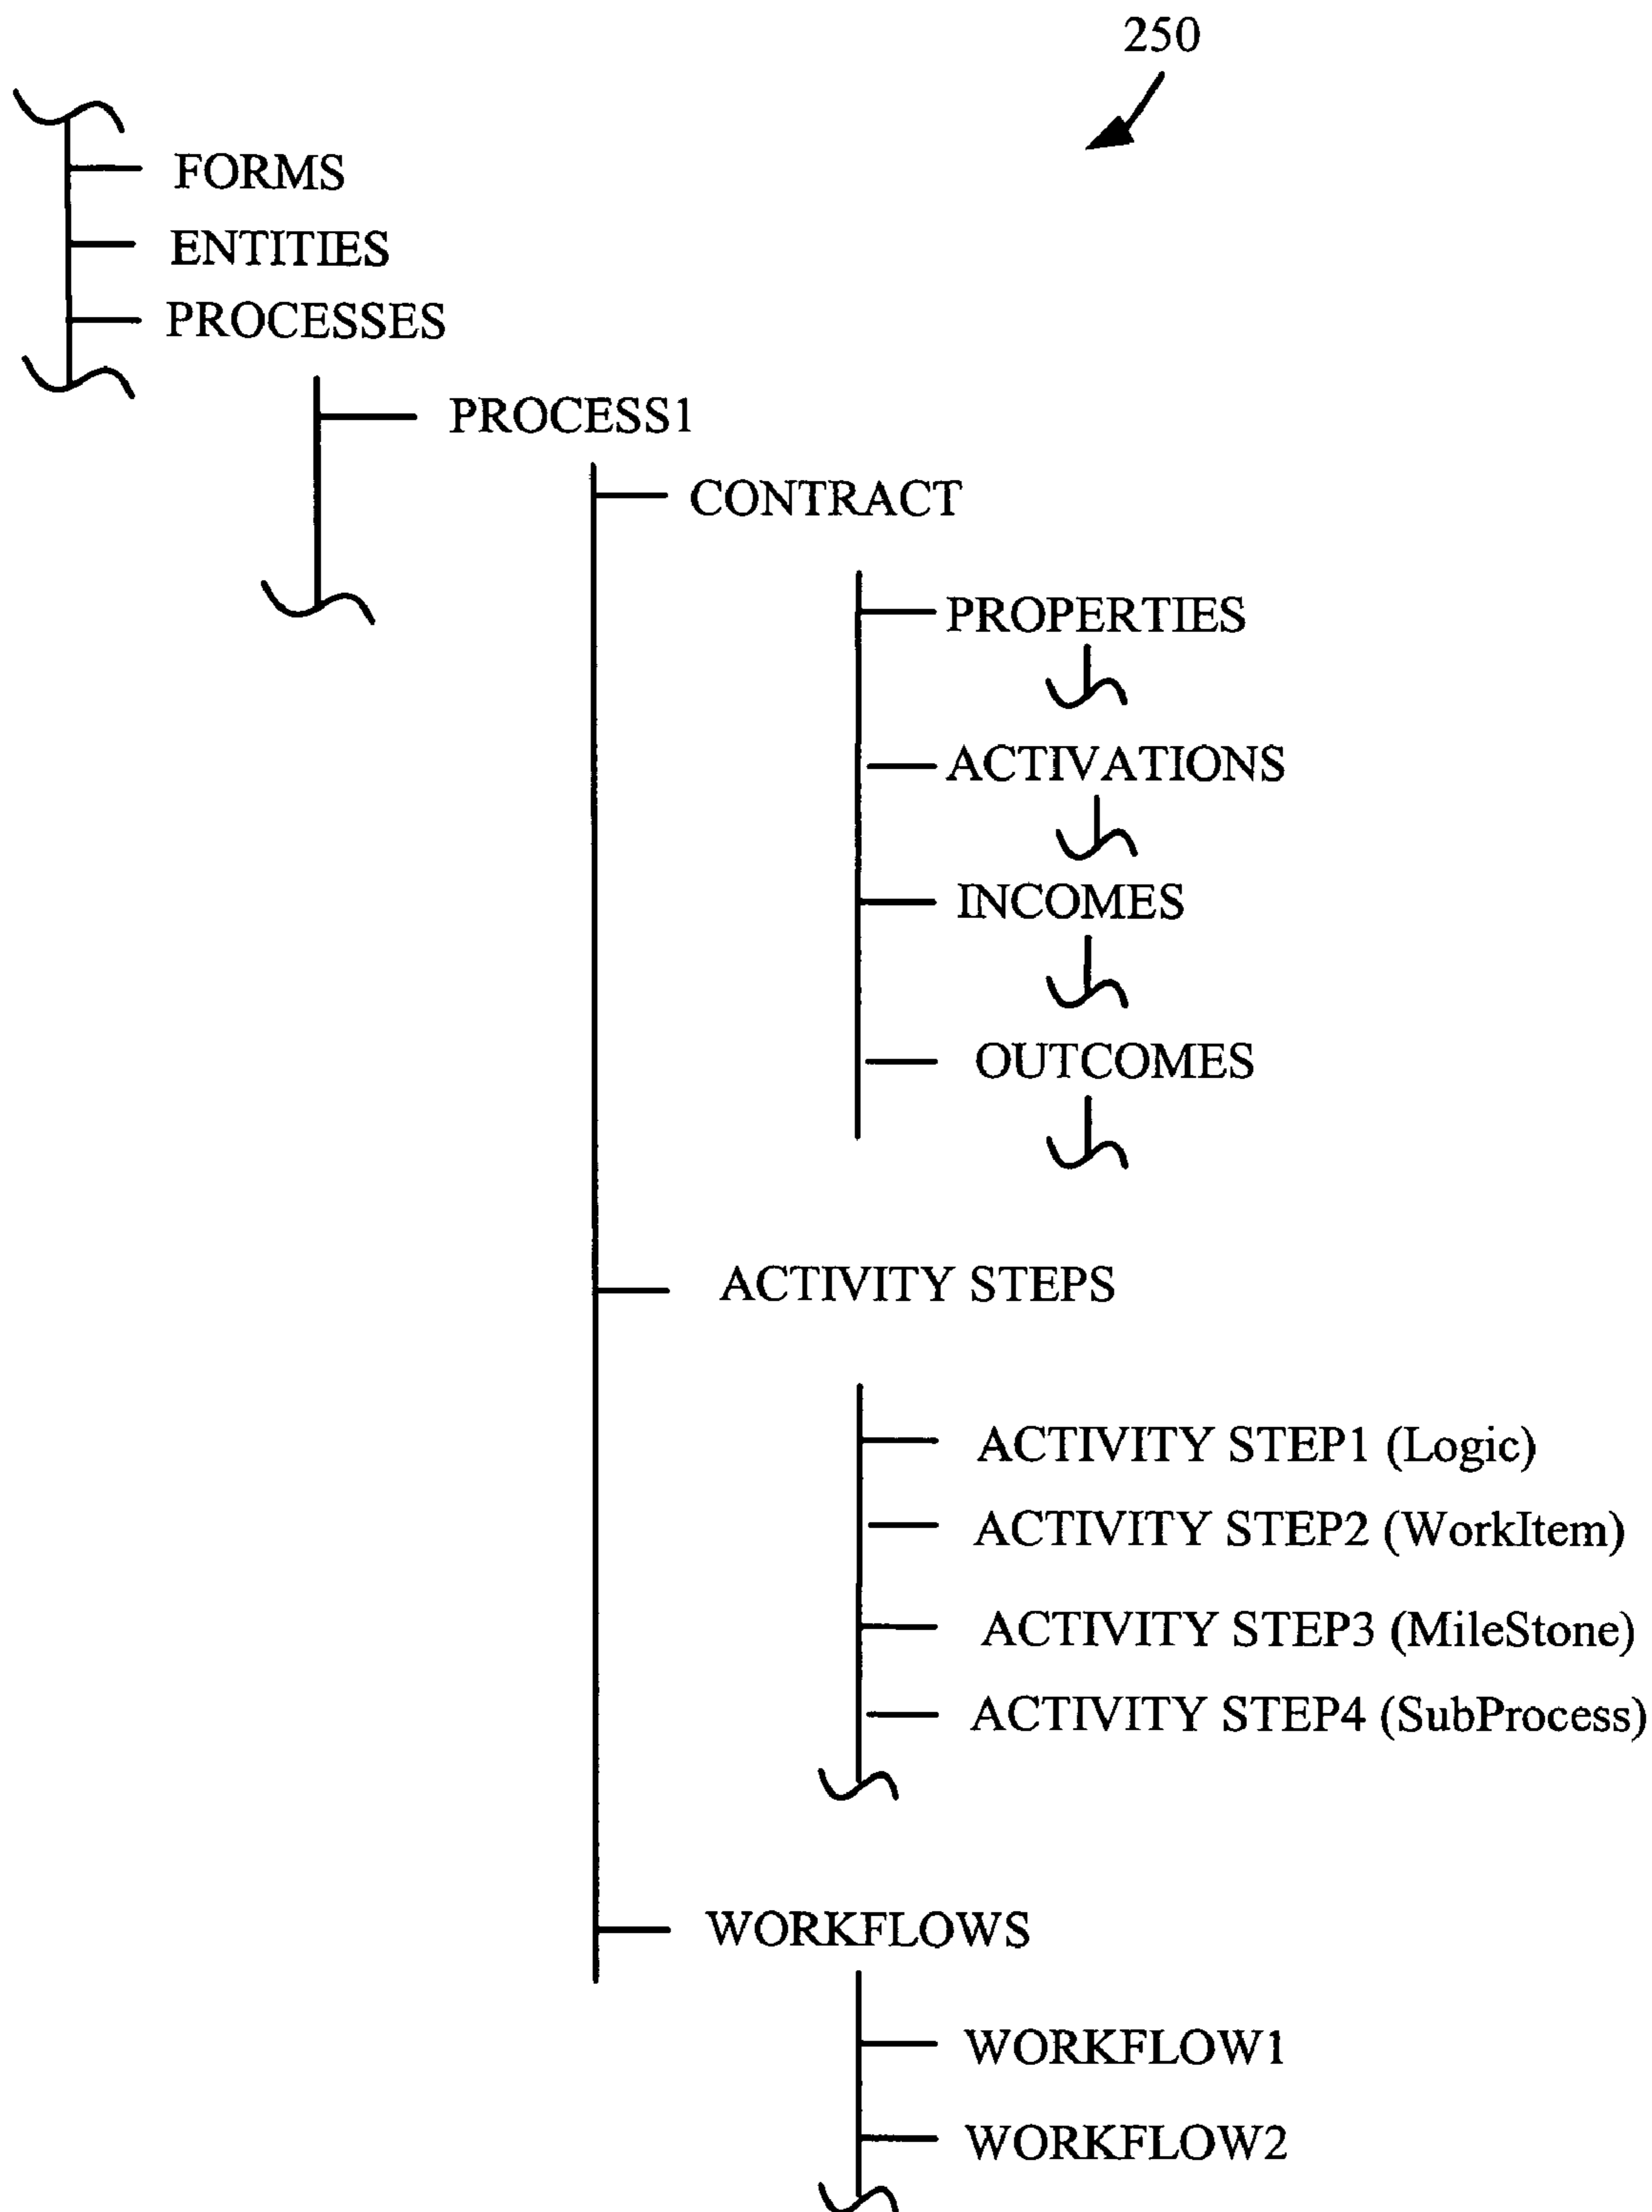 250
FORMS
ENTITIES
PROCESSES
PROCESS1
CONTRACT
PROPERTIES
ACTIVATIONS
INCOMES
OUTCOMES
ACTIVITY STEPS
ACTIVITY STEP1 (Logic)
ACTIVITY STEP2 (WorkItem)
ACTIVITY STEP3 (MileStone)
ACTIVITY STEP4 (SubProcess)
WORKFLOWS
WORKFLOW1
WORKFLOW2